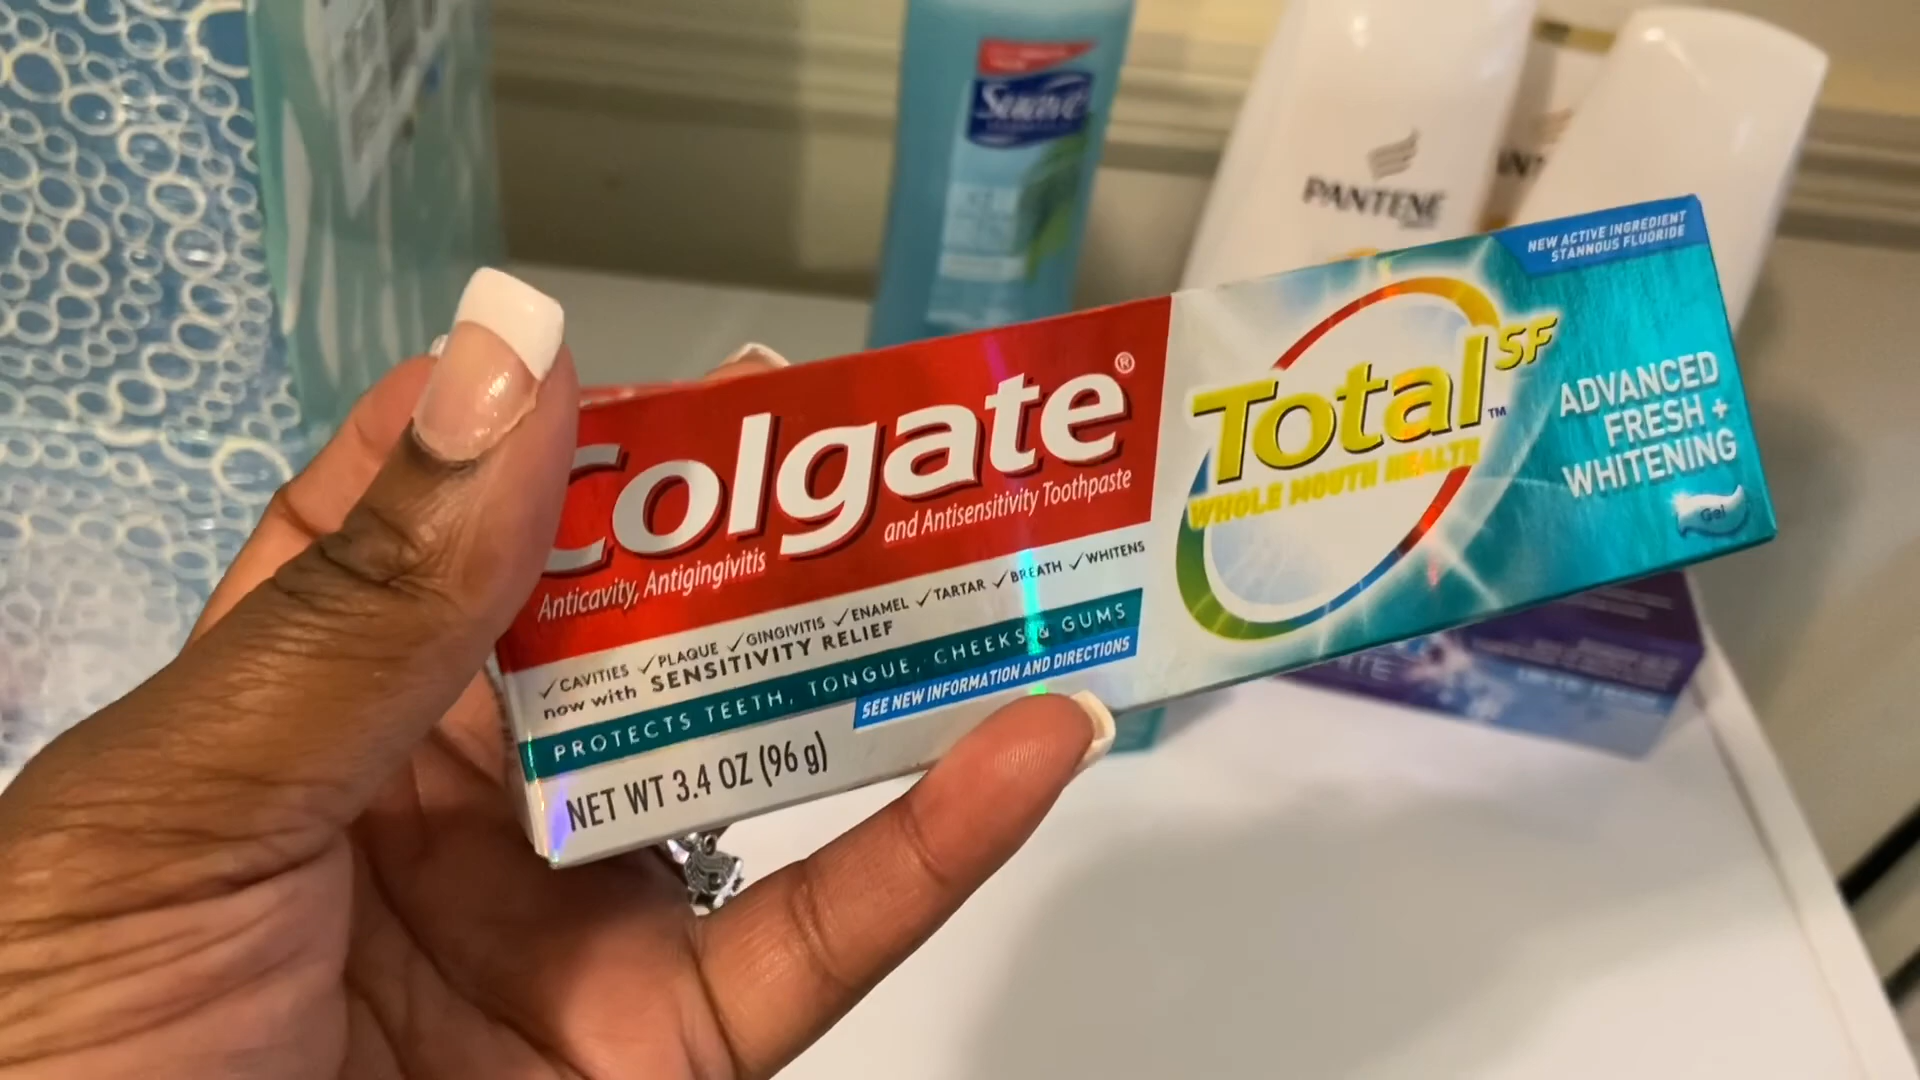 Suave
PANTENE
NEW ACTIVE INGREDIENT
STANNOUS FLUORIDE
Colgate®
Anticavity, Antigingivitis
and Antisensitivity Toothpaste
✓CAVITIES ✓PLAQUE ✓GINGIVITIS ✓ENAMEL ✓TARTAR ✓BREATH ✓WHITENS
now with SENSITIVITY RELIEF
PROTECTS TEETH, TONGUE, CHEEKS & GUMS
SEE NEW INFORMATION AND DIRECTIONS
NET WT 3.4 OZ (96 g)
Total SF™
WHOLE MOUTH HEALTH
ADVANCED
FRESH +
WHITENING
Gel